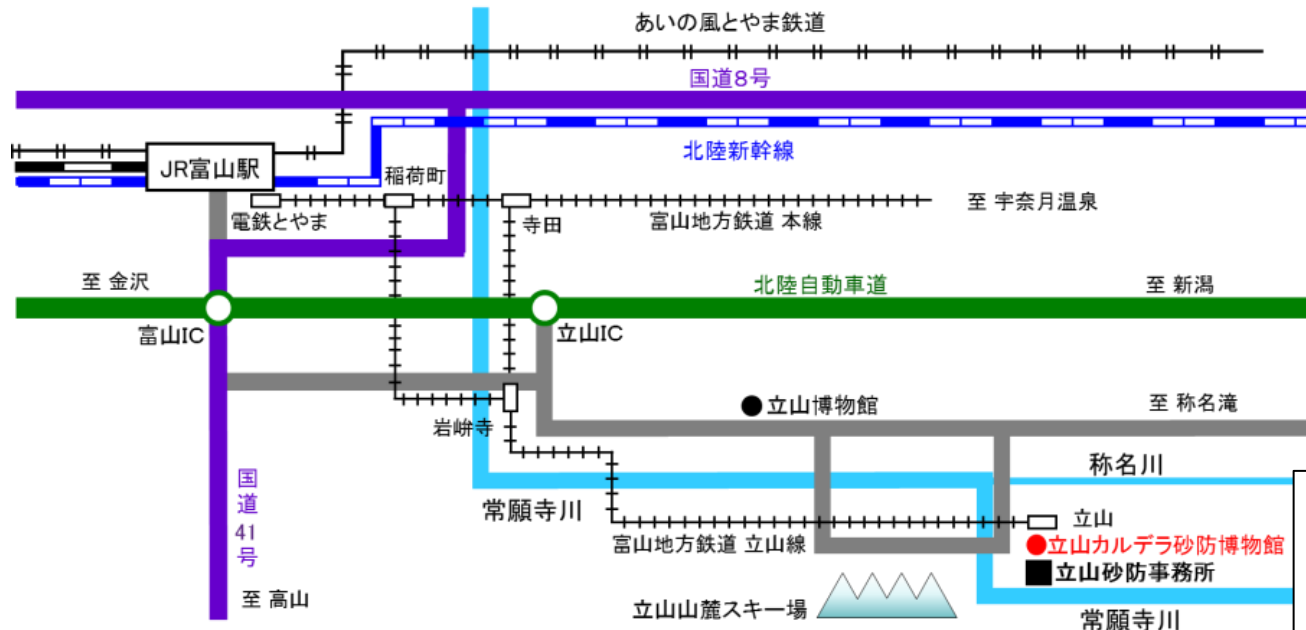 あいの風とやま鉄道
国道8号
北陸新幹線
JR富山駅
稲荷町
電鉄とやま
寺田
富山地方鉄道 本線
至 宇奈月温泉
至 金沢
北陸自動車道
至 新潟
富山IC
立山IC
立山博物館
至 称名滝
岩峅寺
称名川
国道41号
常願寺川
立山
富山地方鉄道 立山線
立山カルデラ砂防博物館
立山砂防事務所
至 高山
立山山麓スキー場
常願寺川